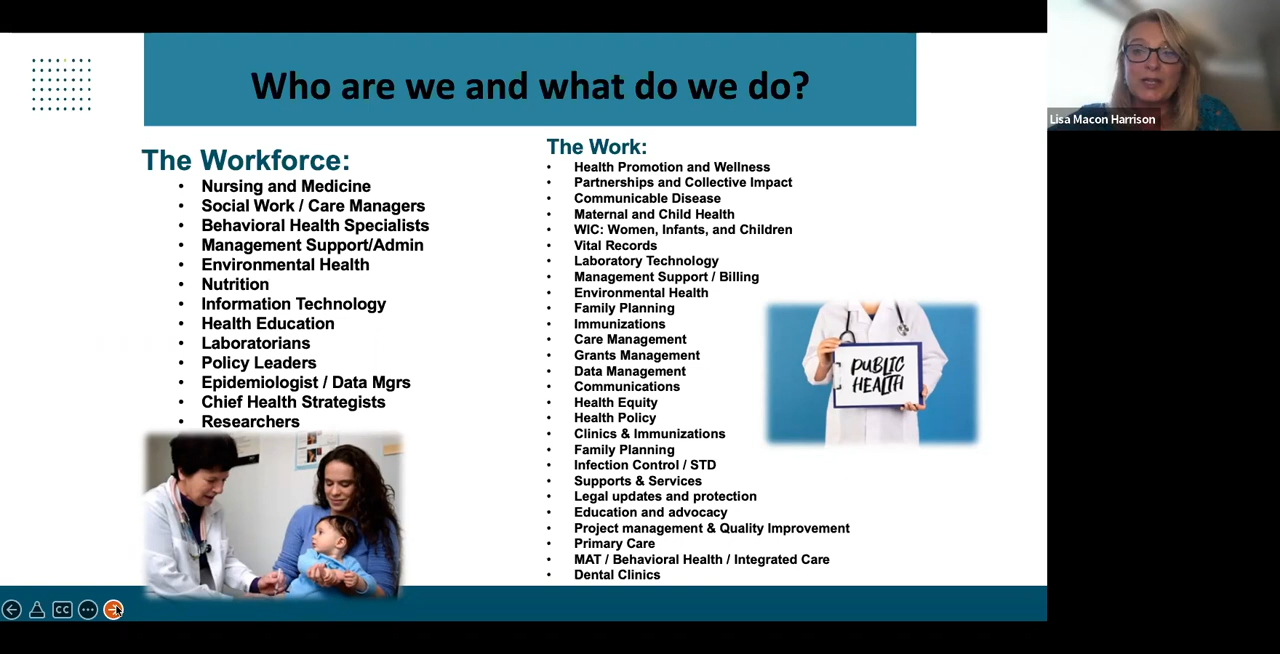 Who are we and what do we do?
Lisa Macon Harrison
The Workforce:
• Nursing and Medicine
• Social Work / Care Managers
• Behavioral Health Specialists
• Management Support/Admin
• Environmental Health
• Nutrition
• Information Technology
• Health Education
• Laboratorians
• Policy Leaders
• Epidemiologist / Data Mgrs
• Chief Health Strategists
• Researchers
The Work:
• Health Promotion and Wellness
• Partnerships and Collective Impact
• Communicable Disease
• Maternal and Child Health
• WIC: Women, Infants, and Children
• Vital Records
• Laboratory Technology
• Management Support / Billing
• Environmental Health
• Family Planning
• Immunizations
• Care Management
• Grants Management
• Data Management
• Communications
• Health Equity
• Health Policy
• Clinics & Immunizations
• Family Planning
• Infection Control / STD
• Supports & Services
• Legal updates and protection
• Education and advocacy
• Project management & Quality Improvement
• Primary Care
• MAT / Behavioral Health / Integrated Care
• Dental Clinics
PUBLIC
HEALTH
CC